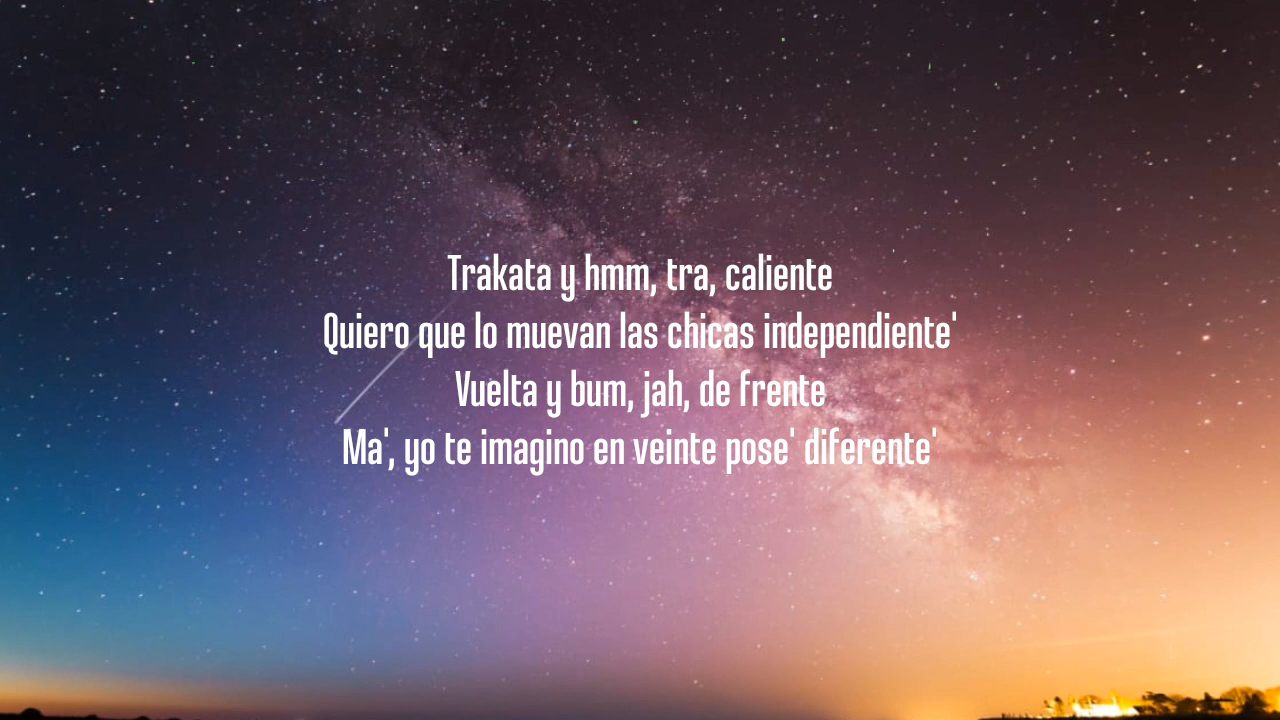 Trakata y hmm, tra, caliente
Quiero que lo muevan las chicas independiente'
Vuelta y bum, jah, de frente
Ma', yo te imagino en veinte pose' diferente'